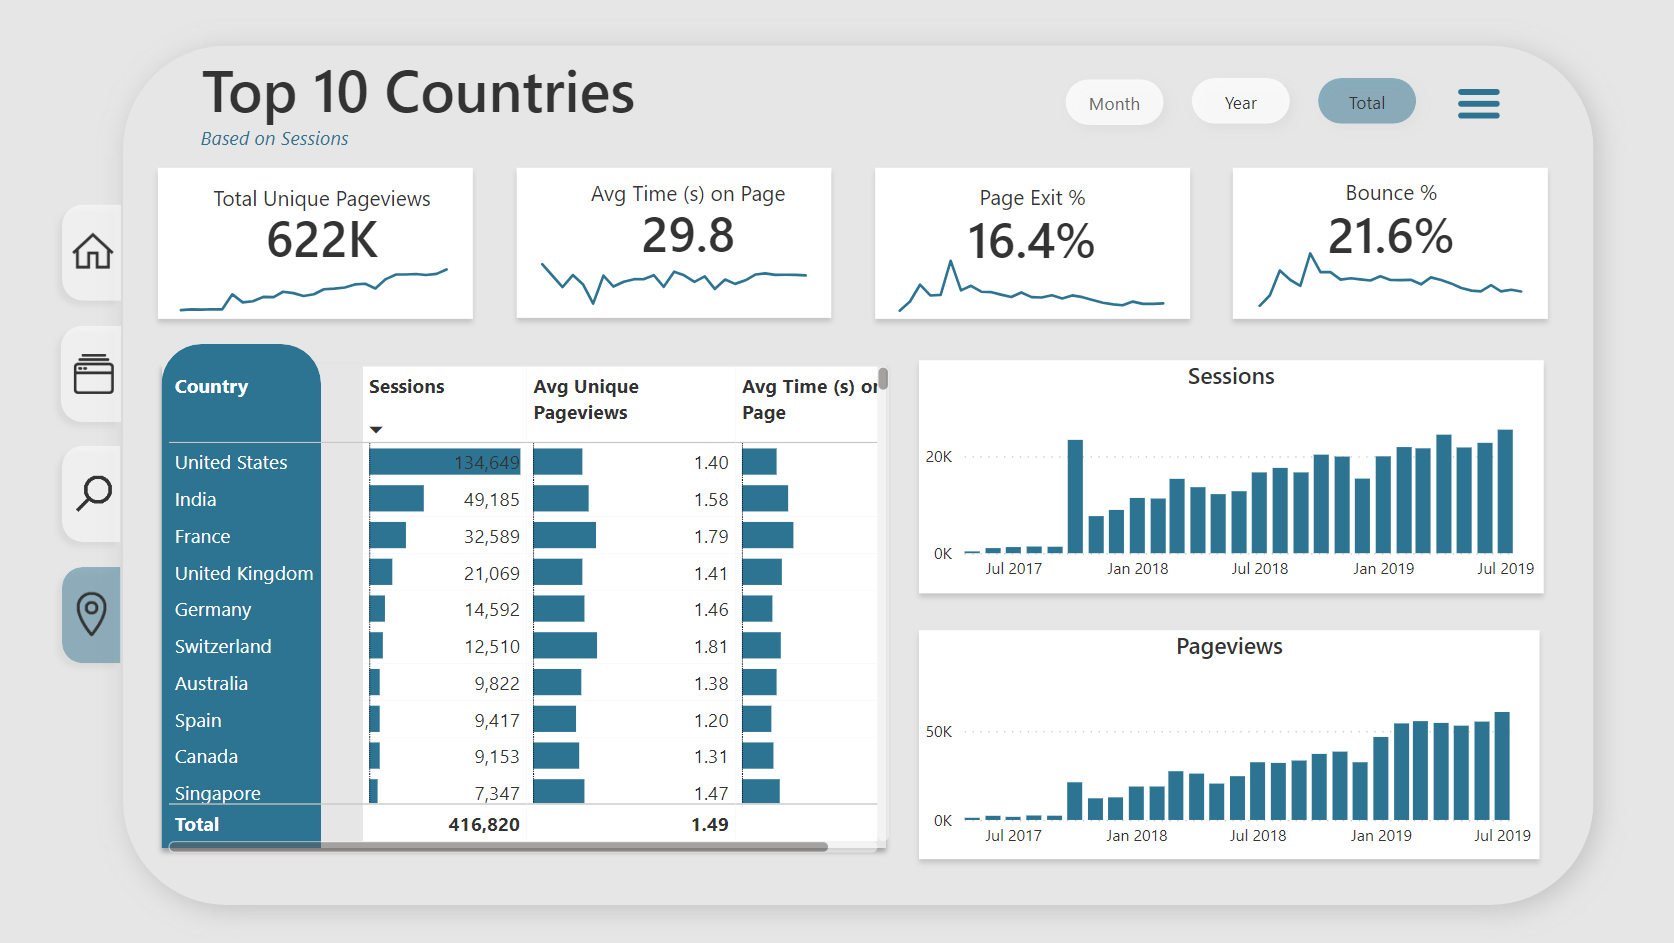 Top 10 Countries
Based on Sessions
Month
Year
Total
Total Unique Pageviews
622K
Avg Time (s) on Page
29.8
Page Exit %
16.4%
Bounce %
21.6%
Country Sessions Avg Unique Avg Time (s) on
Pageviews Page
United States 134,649 1.40
India 49,185 1.58
France 32,589 1.79
United Kingdom 21,069 1.41
Germany 14,592 1.46
Switzerland 12,510 1.81
Australia 9,822 1.38
Spain 9,417 1.20
Canada 9,153 1.31
Singapore 7,347 1.47
Total 416,820 1.49
Sessions
20K
0K
Jul 2017 Jan 2018 Jul 2018 Jan 2019 Jul 2019
Pageviews
50K
0K
Jul 2017 Jan 2018 Jul 2018 Jan 2019 Jul 2019